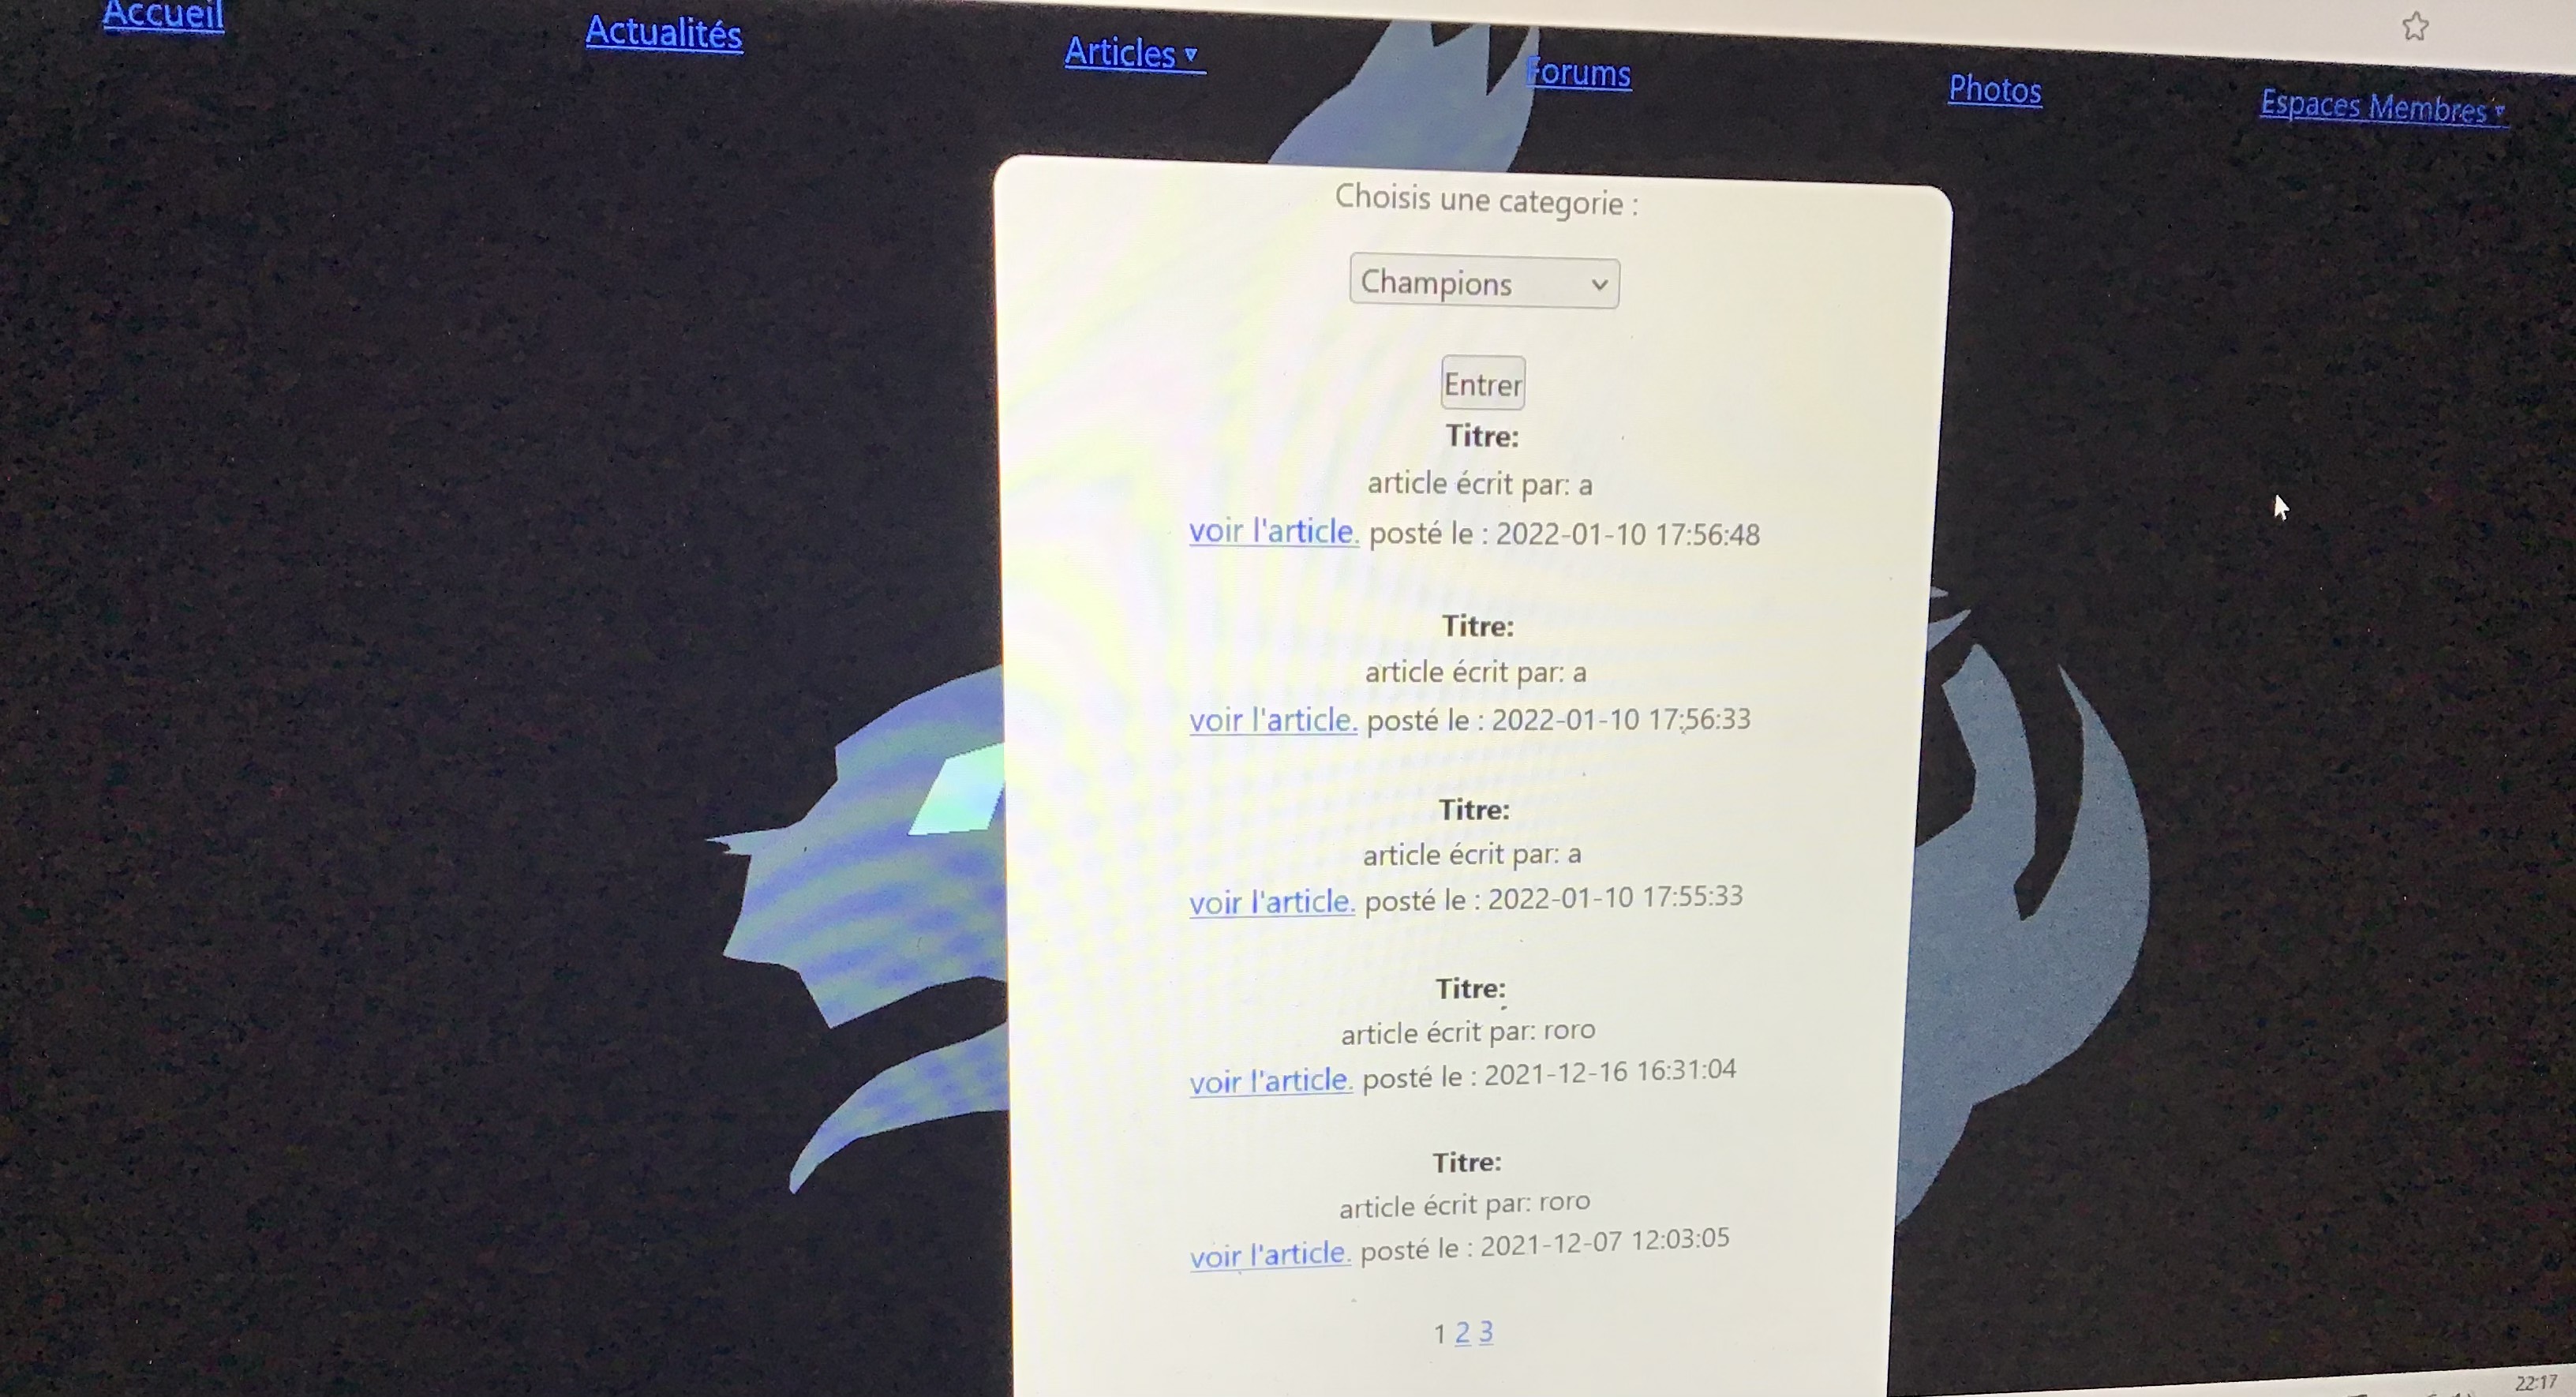 Accueil
Actualités
Articles ▾
Forums
Photos
Espaces Membres ▾
Choisis une categorie :
Champions
Entrer
Titre:
article écrit par: a
voir l'article. posté le : 2022-01-10 17:56:48
Titre:
article écrit par: a
voir l'article. posté le : 2022-01-10 17:56:33
Titre:
article écrit par: a
voir l'article. posté le : 2022-01-10 17:55:33
Titre:
article écrit par: roro
voir l'article. posté le : 2021-12-16 16:31:04
Titre:
article écrit par: roro
voir l'article. posté le : 2021-12-07 12:03:05
1 2 3
22:17